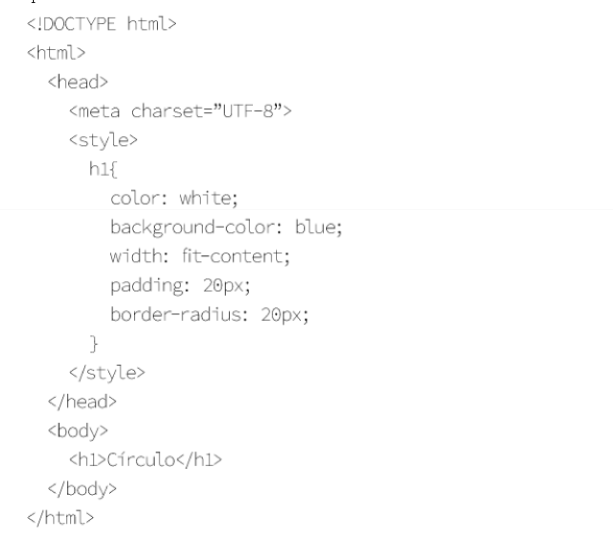 <!DOCTYPE html>
<html>
<head>
<meta charset=”UTF-8”>
<style>
h1{
color: white;
background-color: blue;
width: fit-content;
padding: 20px;
border-radius: 20px;
}
</style>
</head>
<body>
<h1>Círculo</h1>
</body>
</html>